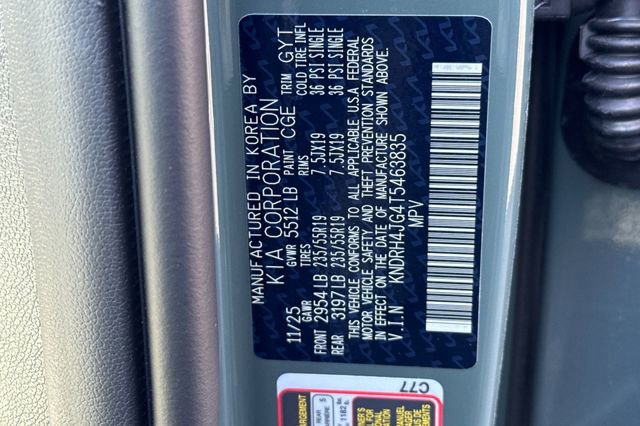 MANUFACTURED IN KOREA BY
KIA CORPORATION
11/25 GVWR 5512 LB PAINT CGE TRIM GYT
GAWR TIRES RIMS COLD TIRE INFL
FRONT 2954 LB 235/55R19 7.5JX19 36 PSI SINGLE
REAR 3197 LB 235/55R19 7.5JX19 36 PSI SINGLE
THIS VEHICLE CONFORMS TO ALL APPLICABLE U.S.A FEDERAL
MOTOR VEHICLE SAFETY AND THEFT PREVENTION STANDARDS
IN EFFECT ON THE DATE OF MANUFACTURE SHOWN ABOVE.
V.I.N KNDRH4JG4T5463835
MPV
C77
REAR